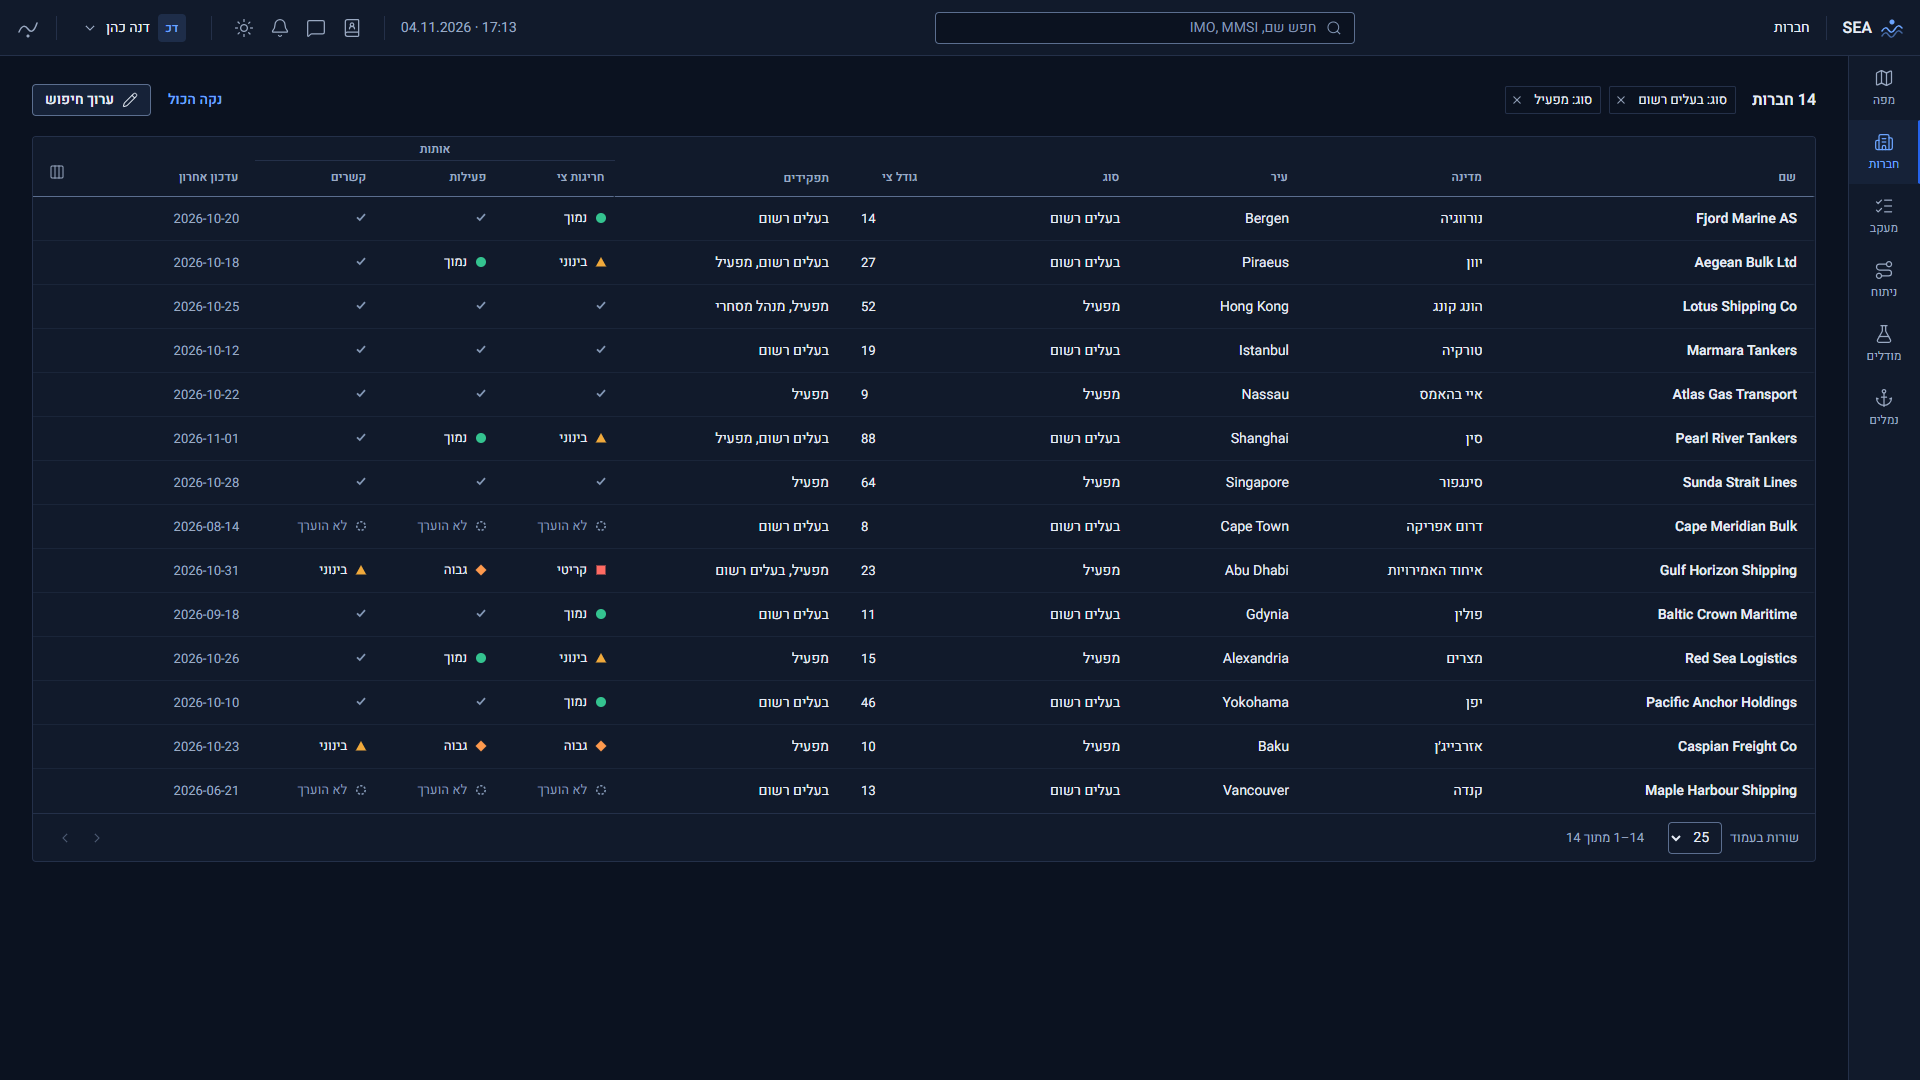 SEA
חברות
חפש שם, IMO, MMSI
04.11.2026 · 17:13
דכ
דנה כהן
מפה
חברות
מעקב
ניתוח
מודלים
נמלים
14 חברות
סוג: בעלים רשום
סוג: מפעיל
נקה הכול
ערוך חיפוש
אותות
שם מדינה עיר סוג גודל צי תפקידים חריגות צי פעילות קשרים עדכון אחרון
Fjord Marine AS נורווגיה Bergen בעלים רשום 14 בעלים רשום נמוך 2026-10-20
Aegean Bulk Ltd יוון Piraeus בעלים רשום 27 בעלים רשום, מפעיל בינוני נמוך 2026-10-18
Lotus Shipping Co הונג קונג Hong Kong מפעיל 52 מפעיל, מנהל מסחרי 2026-10-25
Marmara Tankers טורקיה Istanbul בעלים רשום 19 בעלים רשום 2026-10-12
Atlas Gas Transport איי בהאמס Nassau מפעיל 9 מפעיל 2026-10-22
Pearl River Tankers סין Shanghai בעלים רשום 88 בעלים רשום, מפעיל בינוני נמוך 2026-11-01
Sunda Strait Lines סינגפור Singapore מפעיל 64 מפעיל 2026-10-28
Cape Meridian Bulk דרום אפריקה Cape Town בעלים רשום 8 בעלים רשום לא הוערך לא הוערך לא הוערך 2026-08-14
Gulf Horizon Shipping איחוד האמירויות Abu Dhabi מפעיל 23 מפעיל, בעלים רשום קריטי גבוה בינוני 2026-10-31
Baltic Crown Maritime פולין Gdynia בעלים רשום 11 בעלים רשום נמוך 2026-09-18
Red Sea Logistics מצרים Alexandria מפעיל 15 מפעיל בינוני נמוך 2026-10-26
Pacific Anchor Holdings יפן Yokohama בעלים רשום 46 בעלים רשום נמוך 2026-10-10
Caspian Freight Co אזרבייג'ן Baku מפעיל 10 מפעיל גבוה גבוה בינוני 2026-10-23
Maple Harbour Shipping קנדה Vancouver בעלים רשום 13 בעלים רשום לא הוערך לא הוערך לא הוערך 2026-06-21
שורות בעמוד 25 1–14 מתוך 14